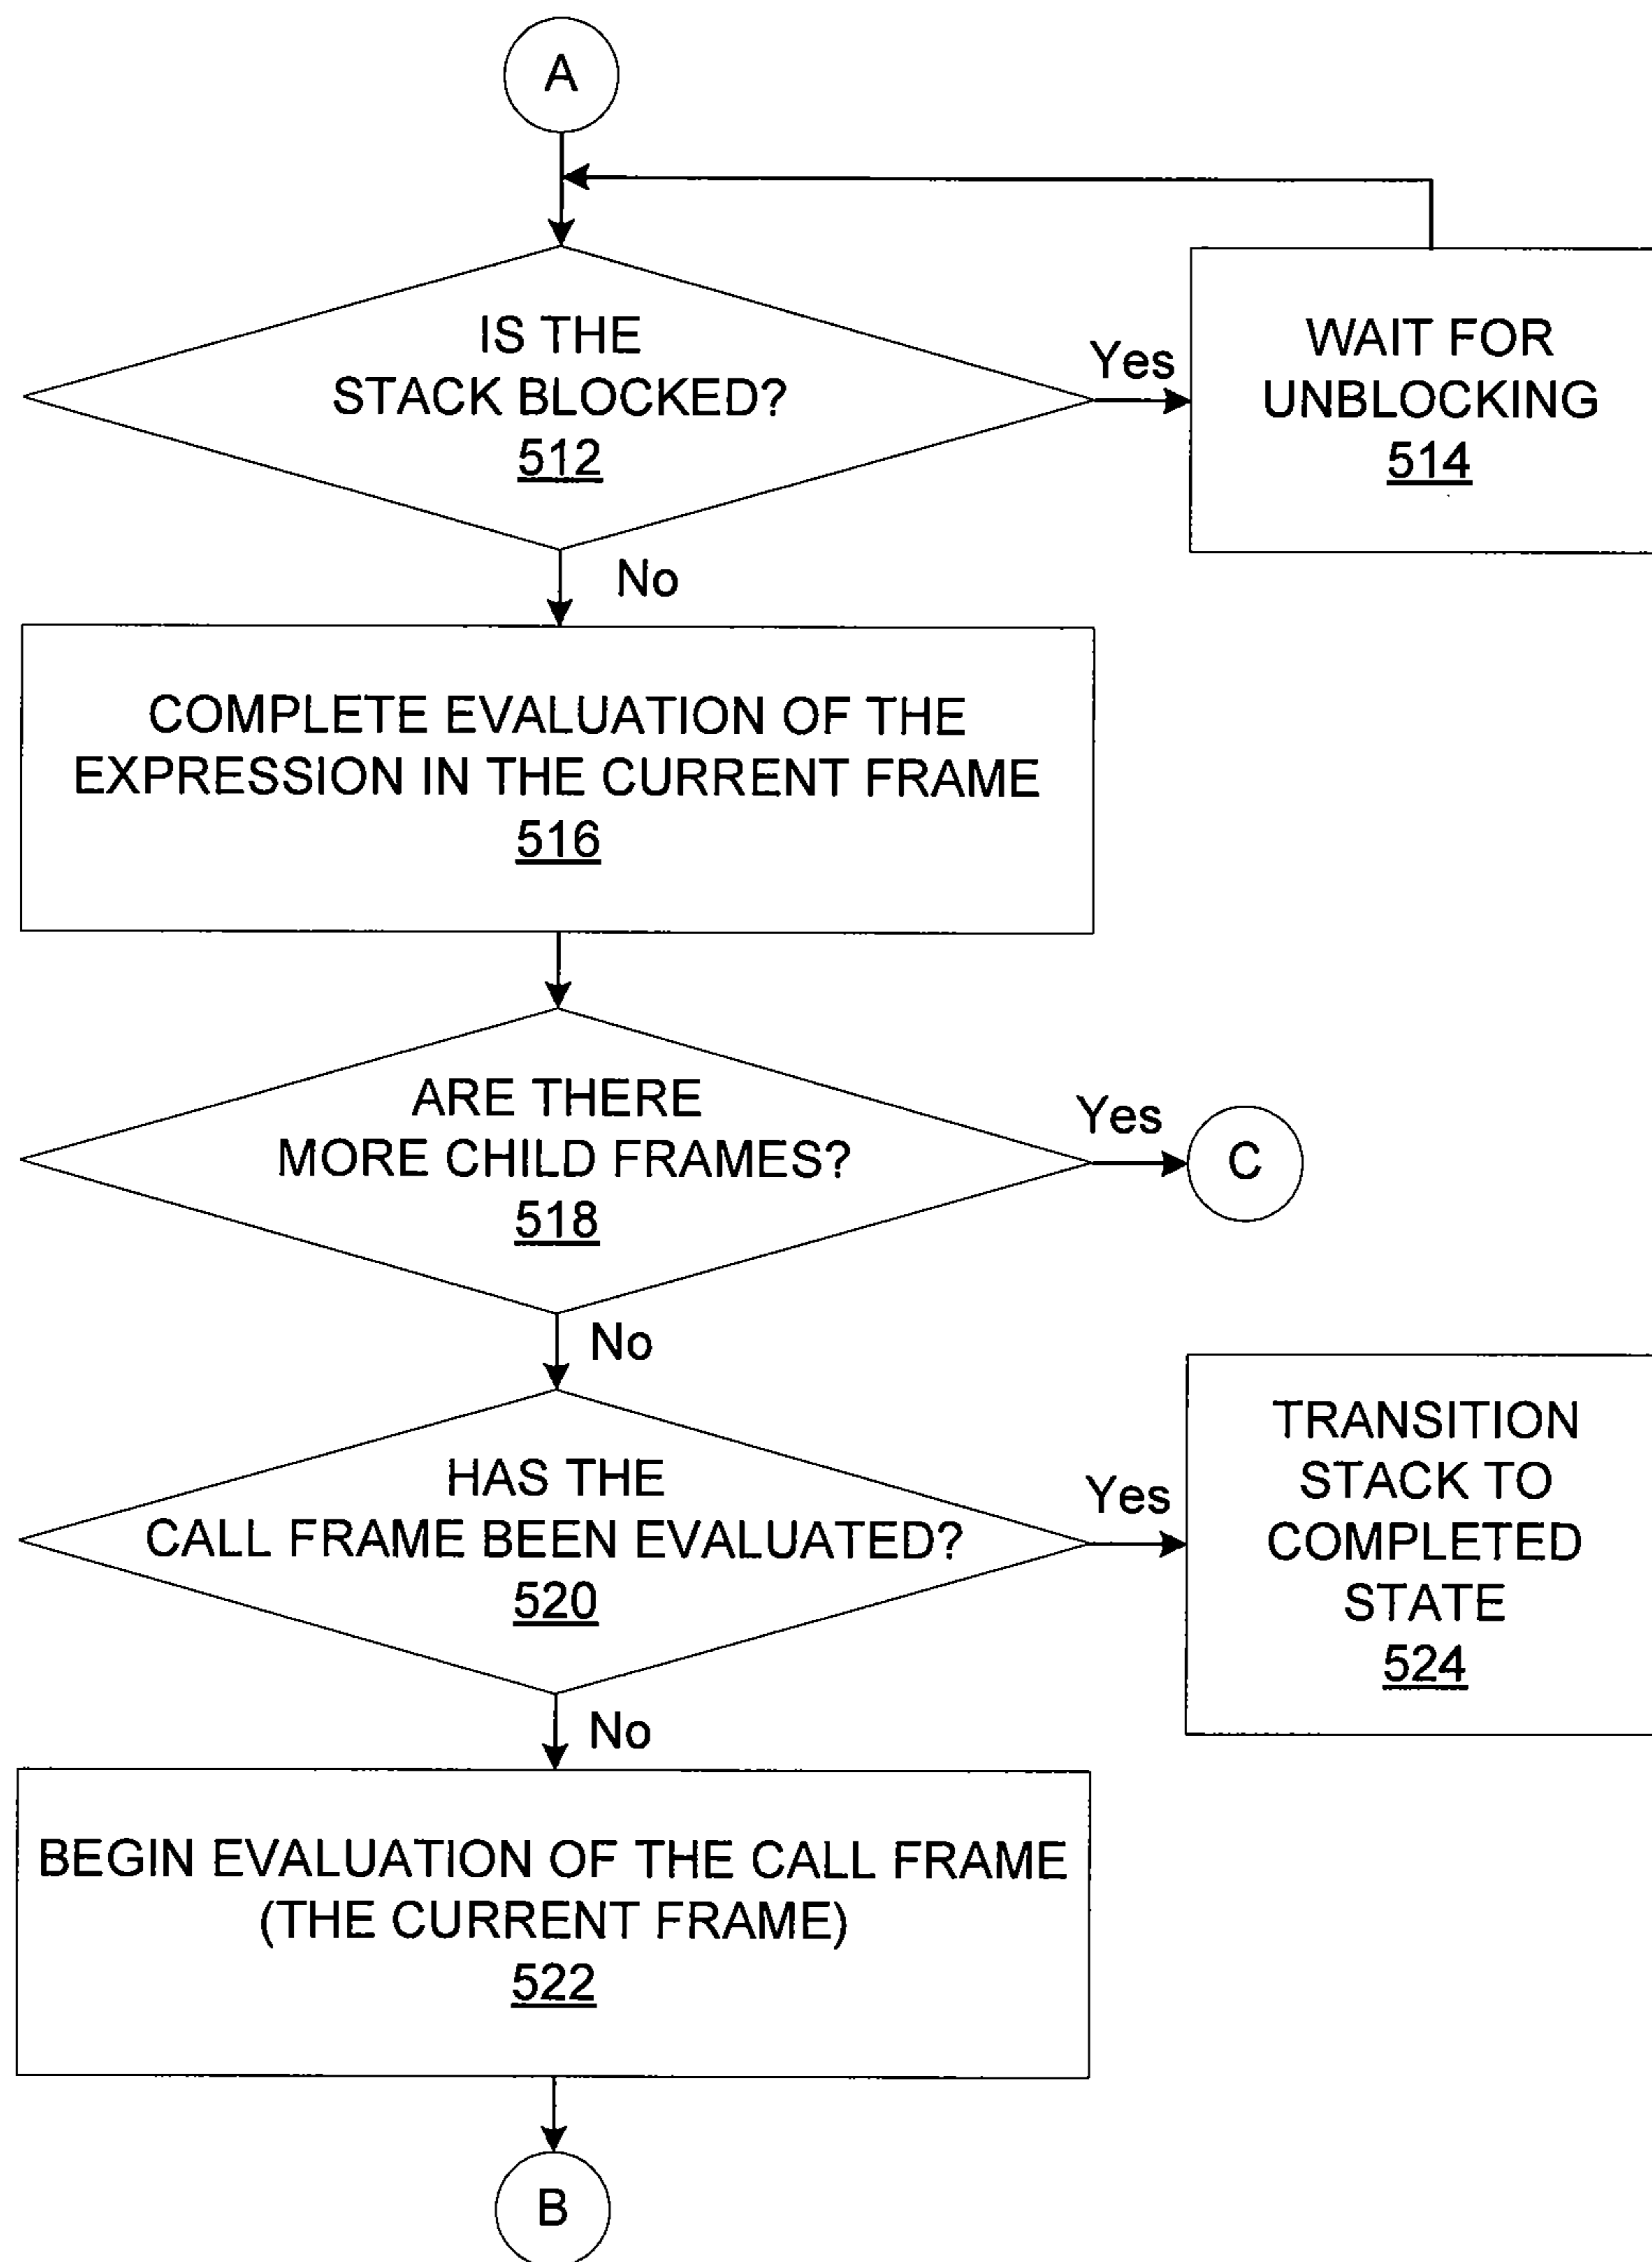 A
IS THE
STACK BLOCKED?
512
Yes
WAIT FOR
UNBLOCKING
514
No
COMPLETE EVALUATION OF THE
EXPRESSION IN THE CURRENT FRAME
516
ARE THERE
MORE CHILD FRAMES?
518
Yes
C
No
HAS THE
CALL FRAME BEEN EVALUATED?
520
Yes
TRANSITION
STACK TO
COMPLETED
STATE
524
No
BEGIN EVALUATION OF THE CALL FRAME
(THE CURRENT FRAME)
522
B